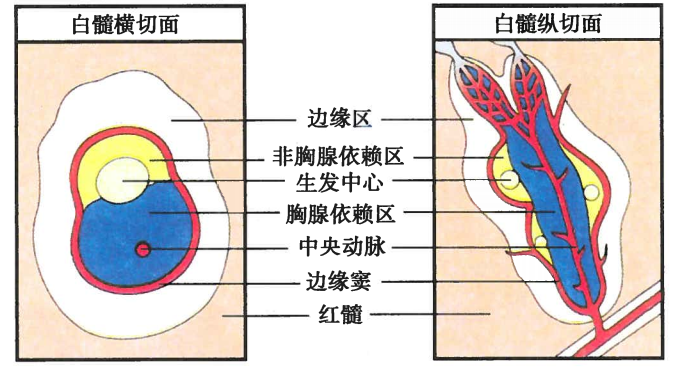 白髓横切面
白髓纵切面
边缘区
非胸腺依赖区
生发中心
胸腺依赖区
中央动脉
边缘窦
红髓